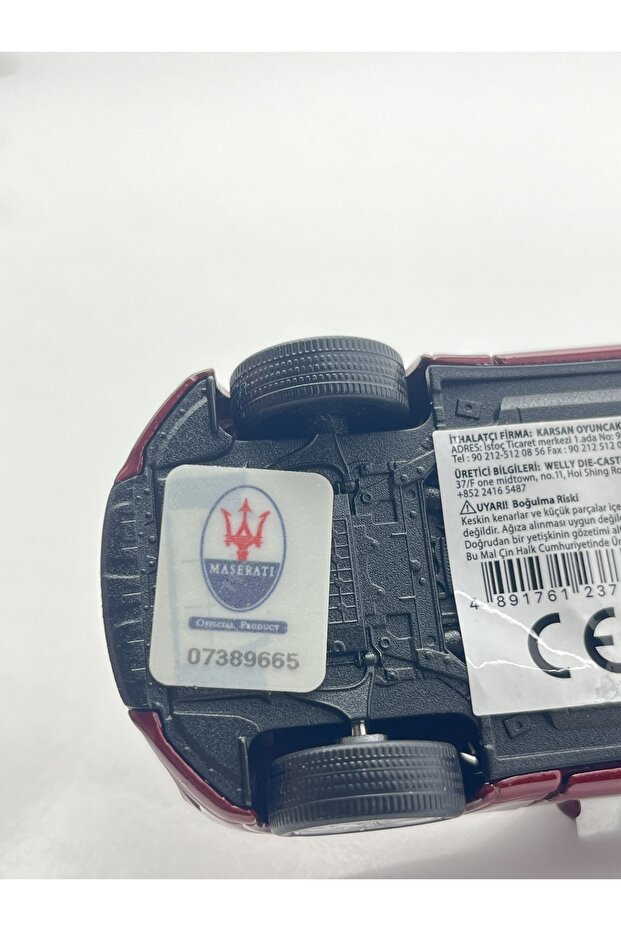 MASERATI
OFFICIAL PRODUCT
07389665
İTHALATÇI FİRMA: KARSAN OYUNCAK
ADRES: İstoç Ticaret merkezi 1.ada No: 9
Tel : 90 212-512 08 56 Fax : 90 212 512 0
ÜRETİCİ BİLGİLERİ: WELLY DIE-CAST
37/F one midtown, no.11, Hoi Shing Ro
+852 2416 5487
UYARI! Boğulma Riski
Keskin kenarlar ve küçük parçalar içe
değildir. Ağıza alınması uygun değile
Doğrudan bir yetişkinin gözetimi alt
Bu Mal Çin Halk Cumhuriyetinde Ür
4 891761 237
CE